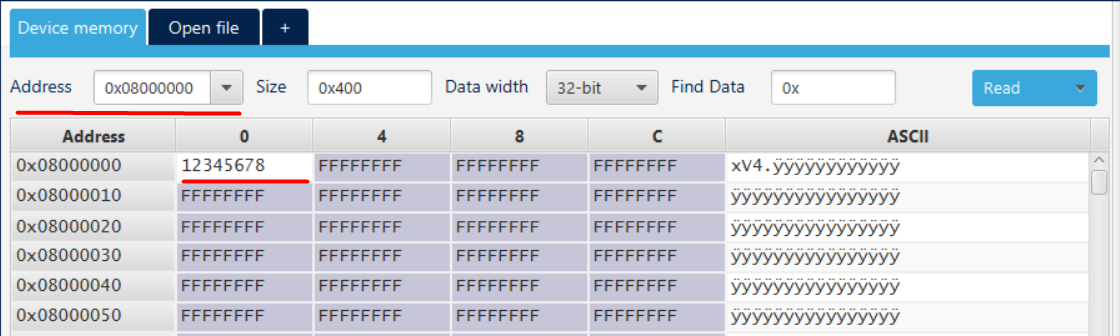 Device memory Open file +
Address 0x08000000 Size 0x400 Data width 32-bit Find Data 0x Read
Address 0 4 8 C ASCII
0x08000000 12345678 FFFFFFFF FFFFFFFF FFFFFFFF xV4.ÿÿÿÿÿÿÿÿÿÿÿÿ
0x08000010 FFFFFFFF FFFFFFFF FFFFFFFF FFFFFFFF ÿÿÿÿÿÿÿÿÿÿÿÿÿÿÿÿ
0x08000020 FFFFFFFF FFFFFFFF FFFFFFFF FFFFFFFF ÿÿÿÿÿÿÿÿÿÿÿÿÿÿÿÿ
0x08000030 FFFFFFFF FFFFFFFF FFFFFFFF FFFFFFFF ÿÿÿÿÿÿÿÿÿÿÿÿÿÿÿÿ
0x08000040 FFFFFFFF FFFFFFFF FFFFFFFF FFFFFFFF ÿÿÿÿÿÿÿÿÿÿÿÿÿÿÿÿ
0x08000050 FFFFFFFF FFFFFFFF FFFFFFFF FFFFFFFF ÿÿÿÿÿÿÿÿÿÿÿÿÿÿÿÿ